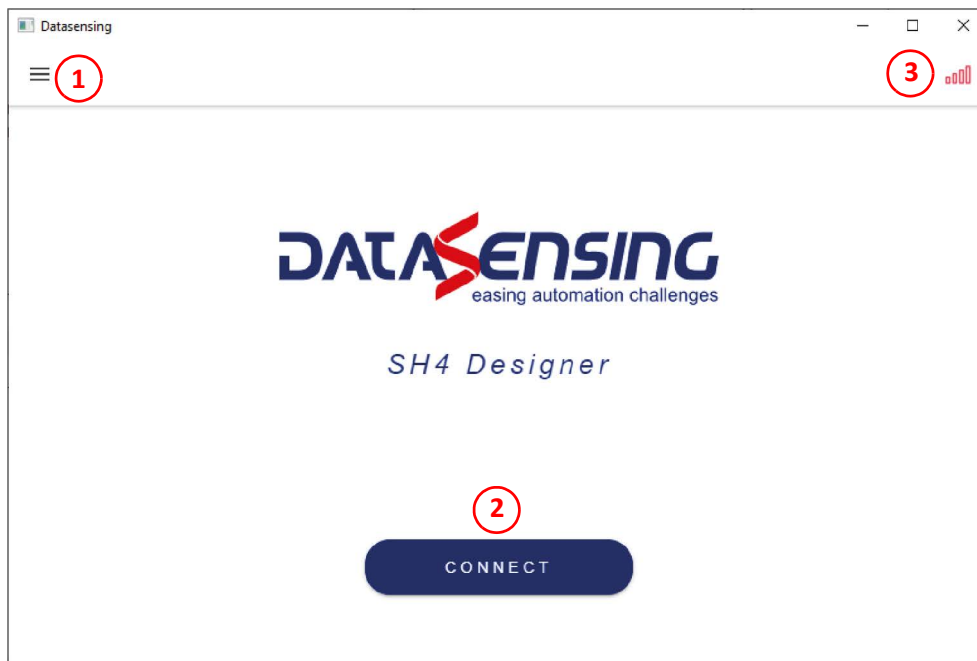 Datasensing
1
3
DATASENSING
easing automation challenges
SH4 Designer
2
CONNECT